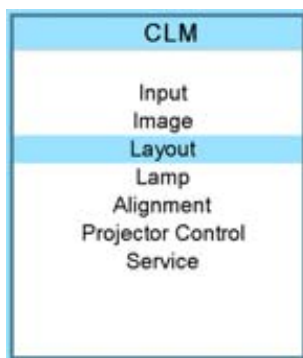 CLM
Input
Image
Layout
Lamp
Alignment
Projector Control
Service